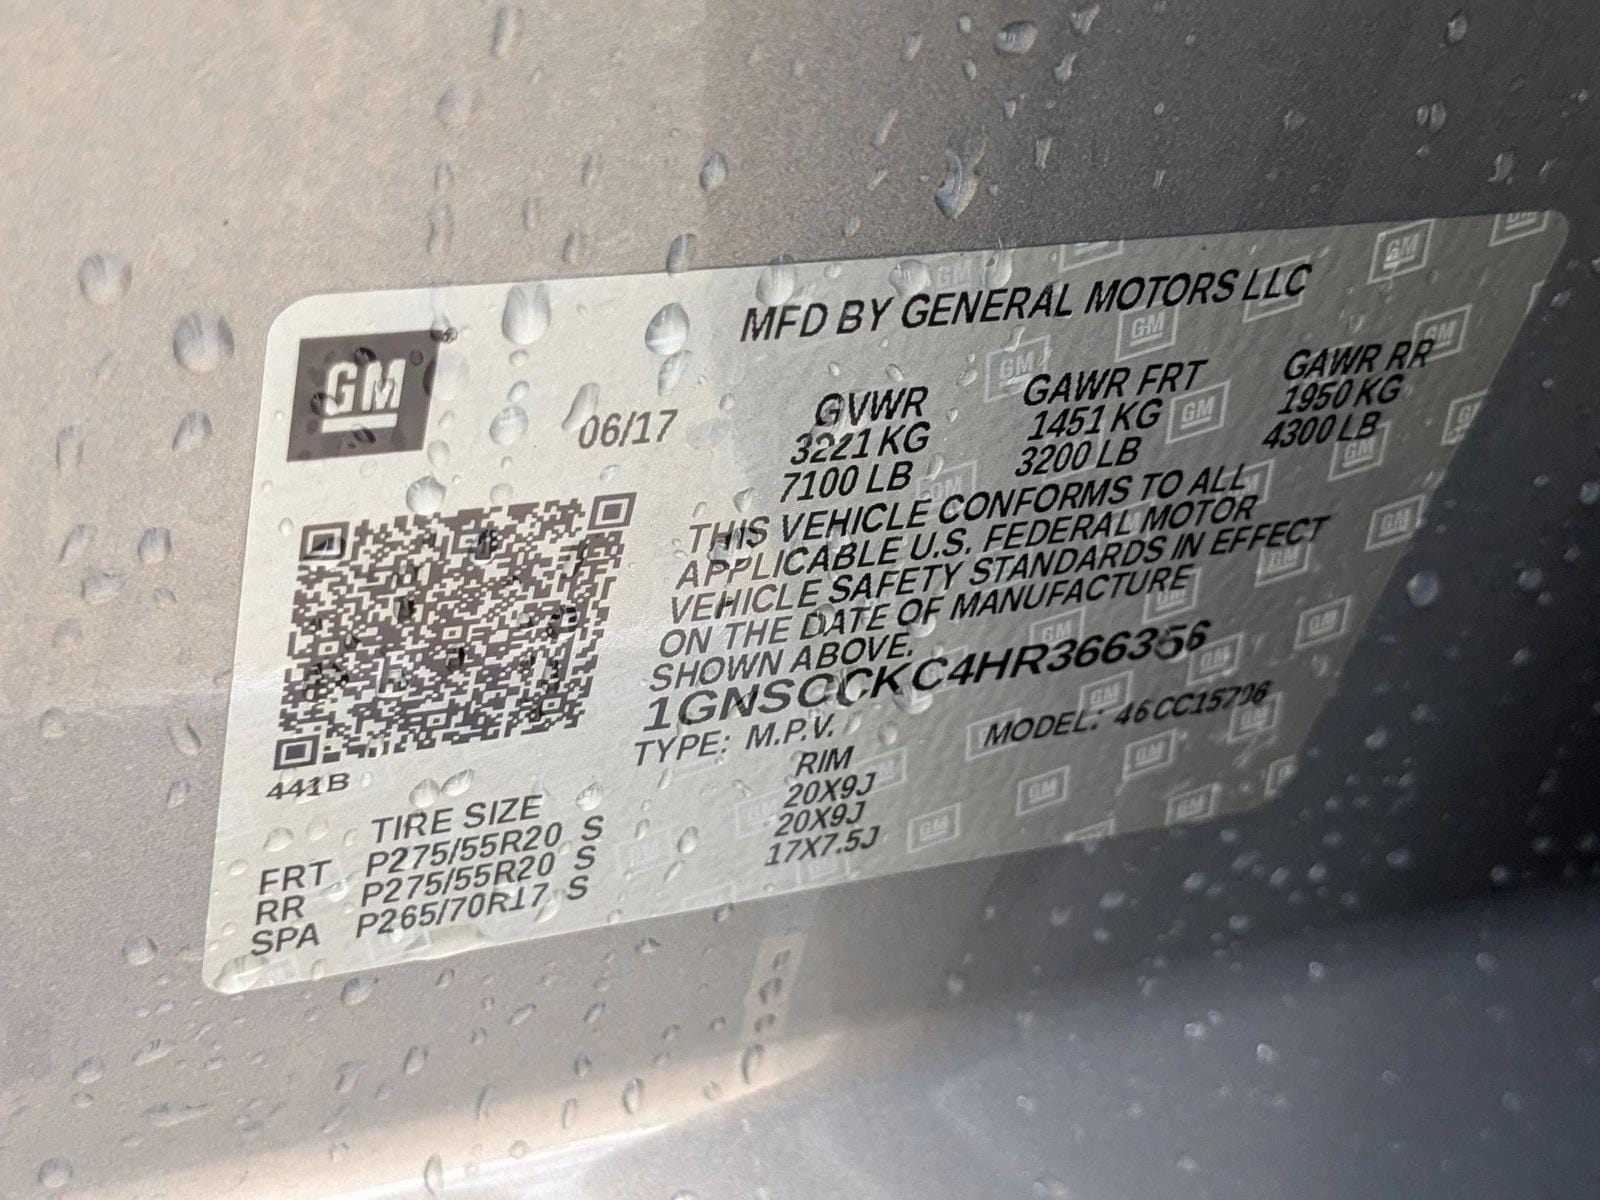 MFD BY GENERAL MOTORS LLC
GM
06/17
GVWR GAWR FRT GAWR RR
3221 KG 1451 KG 1950 KG
7100 LB 3200 LB 4300 LB
THIS VEHICLE CONFORMS TO ALL
APPLICABLE U.S. FEDERAL MOTOR
VEHICLE SAFETY STANDARDS IN EFFECT
ON THE DATE OF MANUFACTURE
SHOWN ABOVE.
1GNSCCKC4HR366356
TYPE: M.P.V. MODEL: 46CC15706
441B
TIRE SIZE RIM
FRT P275/55R20 S 20X9J
RR P275/55R20 S 20X9J
SPA P265/70R17 S 17X7.5J